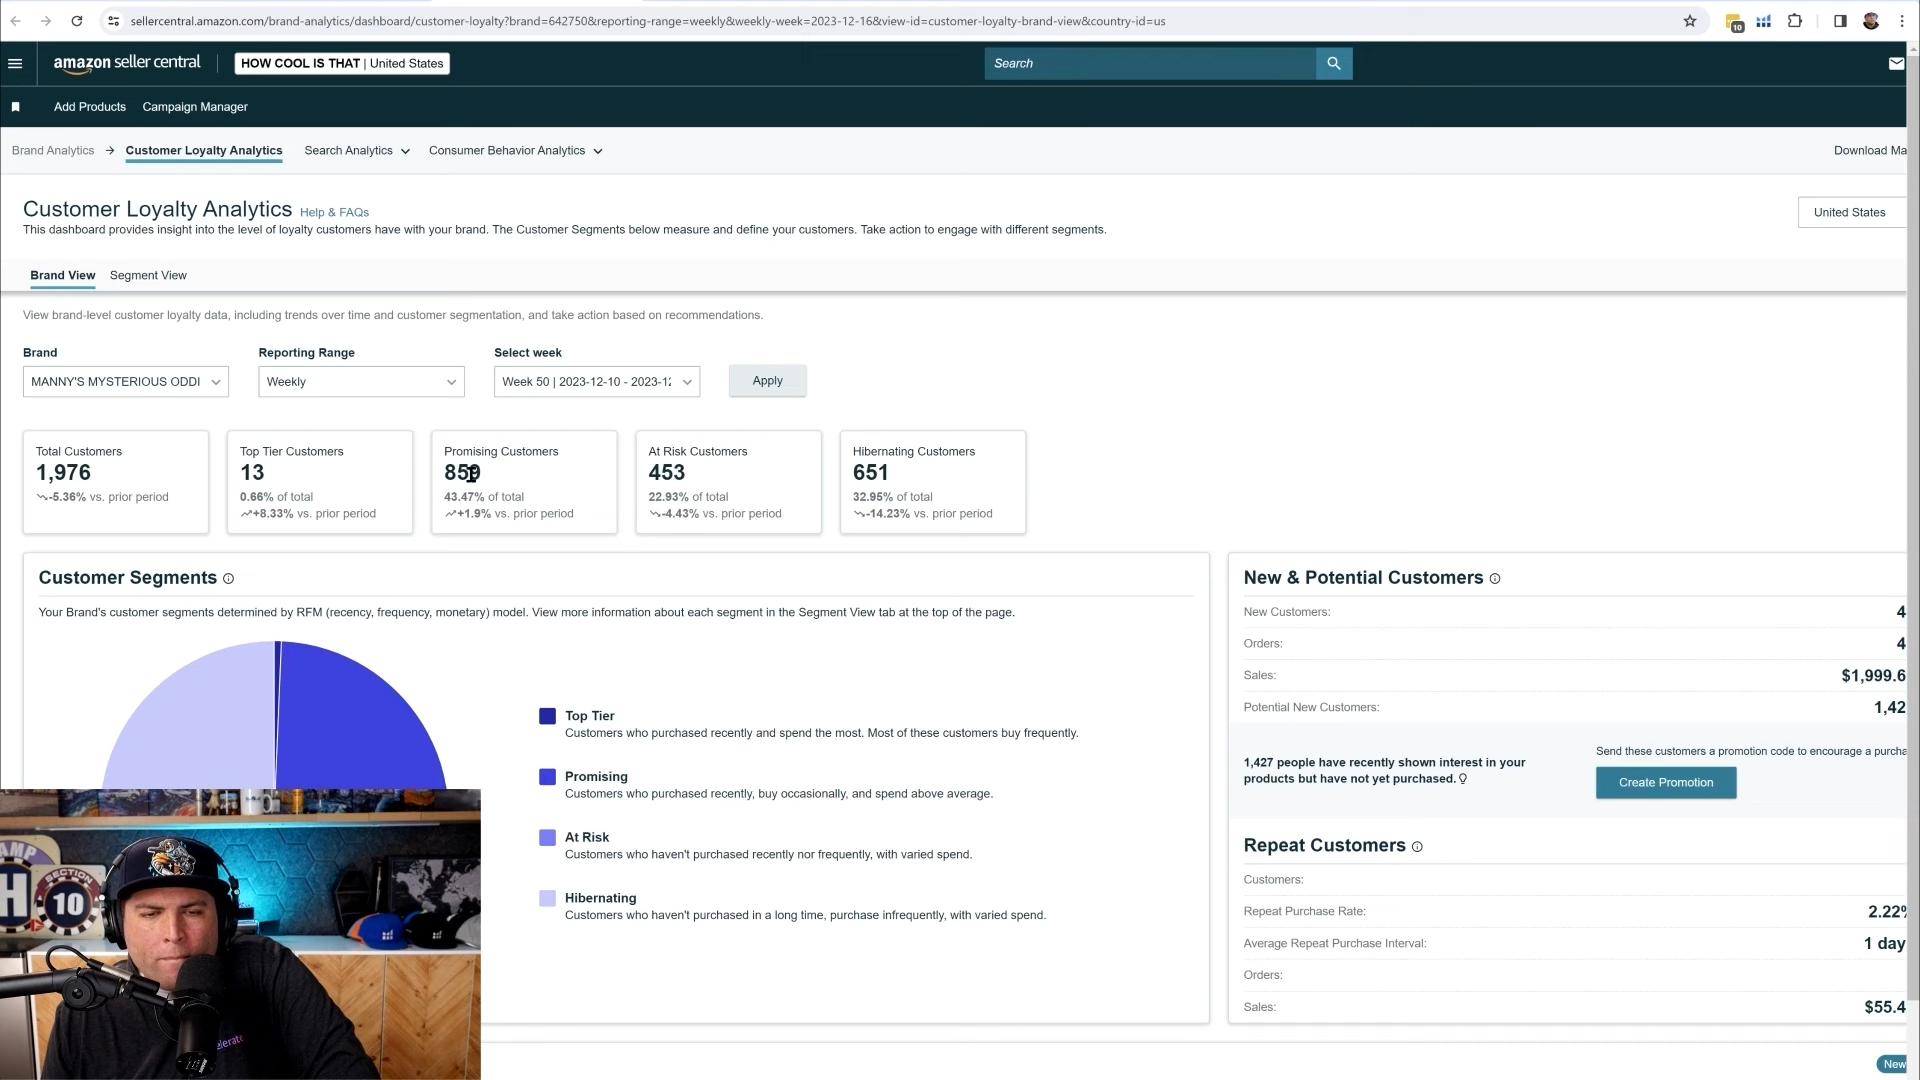 sellercentral.amazon.com/brand-analytics/dashboard/customer-loyalty?brand=642750&reporting-range=weekly&weekly-week=2023-12-16&view-id=customer-loyalty-brand-view&country-id=us
10
amazon seller central
HOW COOL IS THAT | United States
Search
Add Products
Campaign Manager
Brand Analytics
Customer Loyalty Analytics
Search Analytics
Consumer Behavior Analytics
Download Ma
Customer Loyalty Analytics
Help & FAQs
United States
This dashboard provides insight into the level of loyalty customers have with your brand. The Customer Segments below measure and define your customers. Take action to engage with different segments.
Brand View
Segment View
View brand-level customer loyalty data, including trends over time and customer segmentation, and take action based on recommendations.
Brand
Reporting Range
Select week
MANNY'S MYSTERIOUS ODDI
Weekly
Week 50 | 2023-12-10 - 2023-12
Apply
Total Customers
1,976
-5.36% vs. prior period
Top Tier Customers
13
0.66% of total
+8.33% vs. prior period
Promising Customers
859
43.47% of total
+1.9% vs. prior period
At Risk Customers
453
22.93% of total
-4.43% vs. prior period
Hibernating Customers
651
32.95% of total
-14.23% vs. prior period
Customer Segments
Your Brand's customer segments determined by RFM (recency, frequency, monetary) model. View more information about each segment in the Segment View tab at the top of the page.
Top Tier
Customers who purchased recently and spend the most. Most of these customers buy frequently.
Promising
Customers who purchased recently, buy occasionally, and spend above average.
At Risk
Customers who haven't purchased recently nor frequently, with varied spend.
Hibernating
Customers who haven't purchased in a long time, purchase infrequently, with varied spend.
New & Potential Customers
New Customers: 4
Orders: 4
Sales: $1,999.6
Potential New Customers: 1,42
1,427 people have recently shown interest in your
products but have not yet purchased.
Send these customers a promotion code to encourage a purcha
Create Promotion
Repeat Customers
Customers:
Repeat Purchase Rate: 2.22%
Average Repeat Purchase Interval: 1 day
Orders:
Sales: $55.4
New
AMP
H
SECTION
10